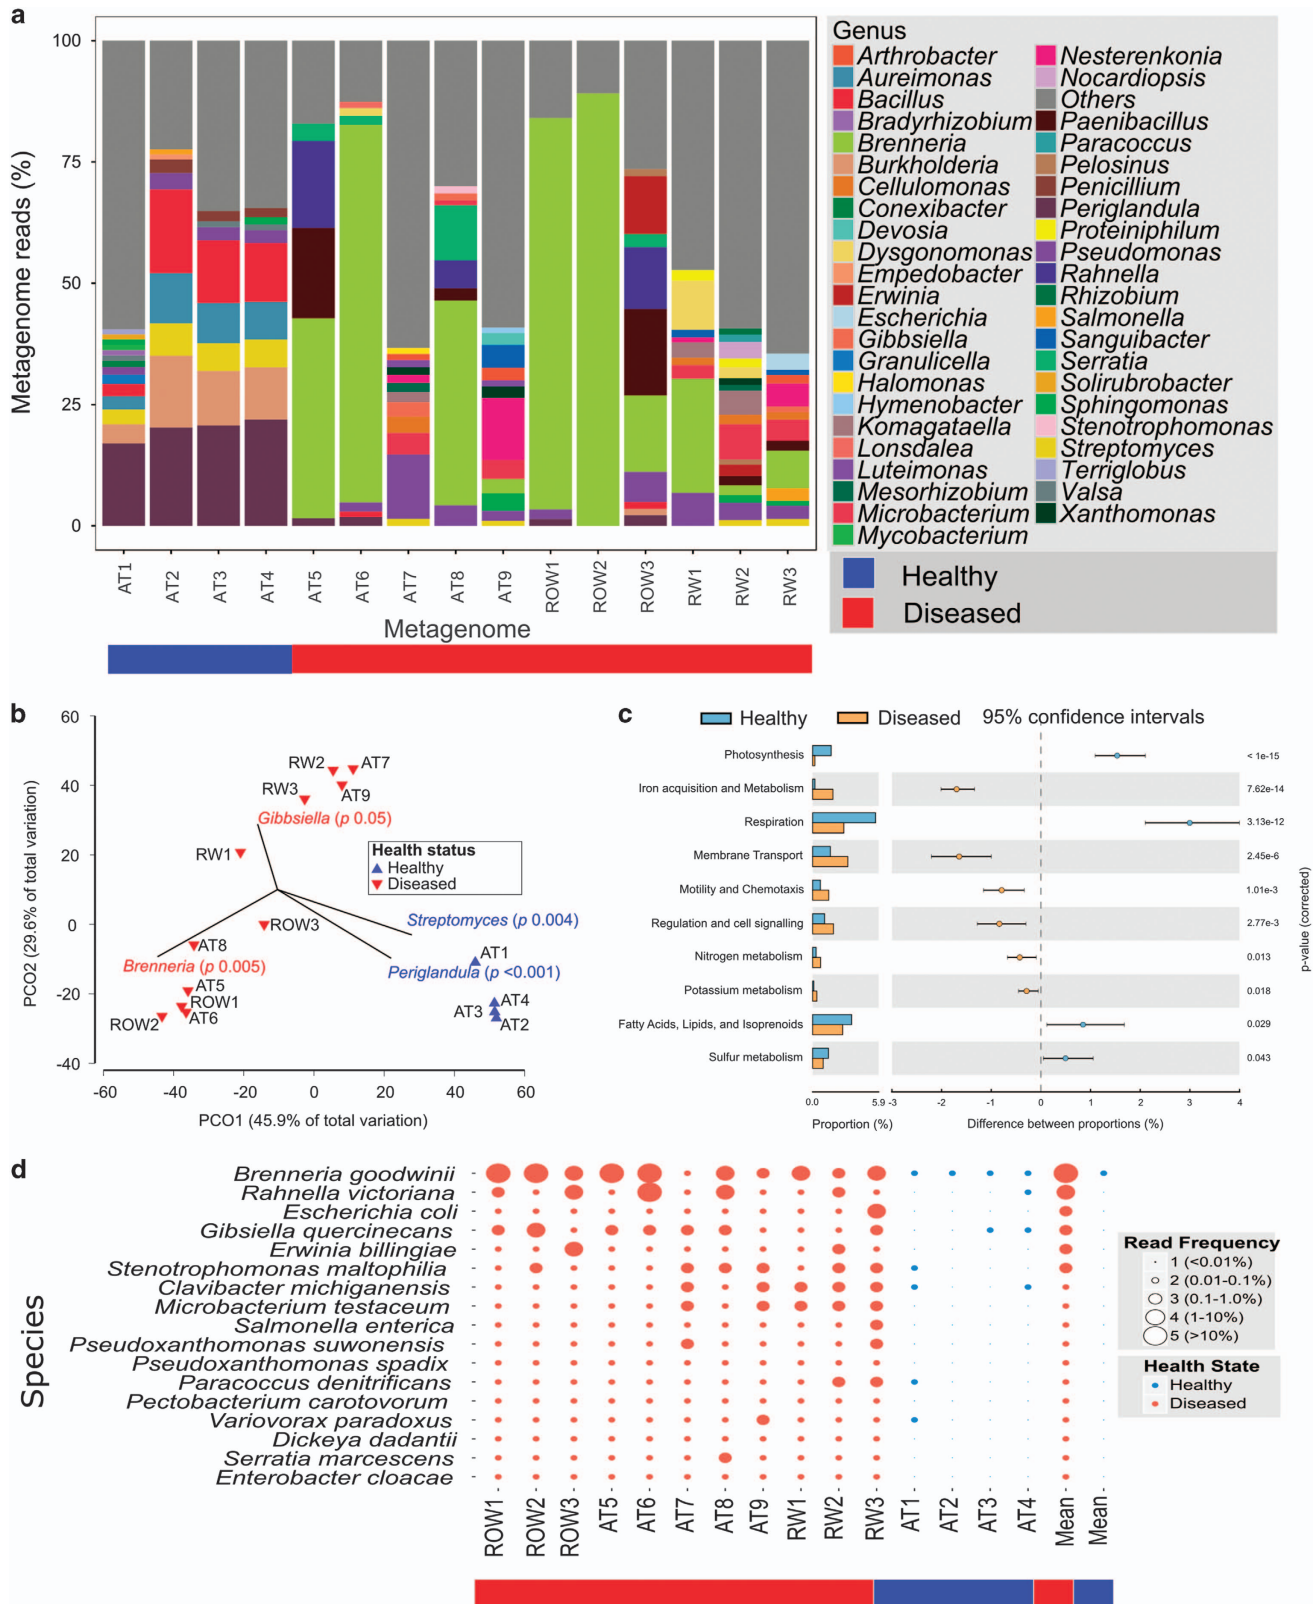 a
100
75
50
25
0
Metagenome reads (%)
AT1 AT2 AT3 AT4 AT5 AT6 AT7 AT8 AT9 ROW1 ROW2 ROW3 RW1 RW2 RW3
Metagenome
Genus
Arthrobacter
Aureimonas
Bacillus
Bradyrhizobium
Brenneria
Burkholderia
Cellulomonas
Conexibacter
Devosia
Dysgonomonas
Empedobacter
Erwinia
Escherichia
Gibbsiella
Granulicella
Halomonas
Hymenobacter
Komagataella
Lonsdalea
Luteimonas
Mesorhizobium
Microbacterium
Mycobacterium
Nesterenkonia
Nocardiopsis
Others
Paenibacillus
Paracoccus
Pelosinus
Penicillium
Periglandula
Proteiniphilum
Pseudomonas
Rahnella
Rhizobium
Salmonella
Sanguibacter
Serratia
Solirubrobacter
Sphingomonas
Stenotrophomonas
Streptomyces
Terriglobus
Valsa
Xanthomonas
Healthy
Diseased
b
60
40
20
0
-20
-40
PCO2 (29.6% of total variation)
RW2
AT7
RW3
AT9
Gibbsiella (p 0.05)
RW1
Health status
Healthy
Diseased
Streptomyces (p 0.004)
ROW3
AT8
AT1
Brenneria (p 0.005)
Periglandula (p <0.001)
AT5
ROW1
AT4
AT3
AT6
ROW2
AT2
-60 -40 -20 0 20 40 60
PCO1 (45.9% of total variation)
c
Healthy
Diseased
95% confidence intervals
Photosynthesis
< 1e-15
Iron acquisition and Metabolism
7.62e-14
Respiration
3.13e-12
Membrane Transport
2.45e-6
Motility and Chemotaxis
1.01e-3
Regulation and cell signalling
2.77e-3
Nitrogen metabolism
0.013
Potassium metabolism
0.018
Fatty Acids, Lipids, and Isoprenoids
0.029
Sulfur metabolism
0.043
p-value (corrected)
0.0 5.9 -3 -2 -1 0 1 2 3 4
Proportion (%)
Difference between proportions (%)
d
Species
Brenneria goodwinii
Rahnella victoriana
Escherichia coli
Gibsiella quercinecans
Erwinia billingiae
Stenotrophomonas maltophilia
Clavibacter michiganensis
Microbacterium testaceum
Salmonella enterica
Pseudoxanthomonas suwonensis
Pseudoxanthomonas spadix
Paracoccus denitrificans
Pectobacterium carotovorum
Variovorax paradoxus
Dickeya dadantii
Serratia marcescens
Enterobacter cloacae
ROW1 ROW2 ROW3 AT5 AT6 AT7 AT8 AT9 RW1 RW2 RW3 AT1 AT2 AT3 AT4 Mean Mean
Read Frequency
1 (<0.01%)
2 (0.01-0.1%)
3 (0.1-1.0%)
4 (1-10%)
5 (>10%)
Health State
Healthy
Diseased